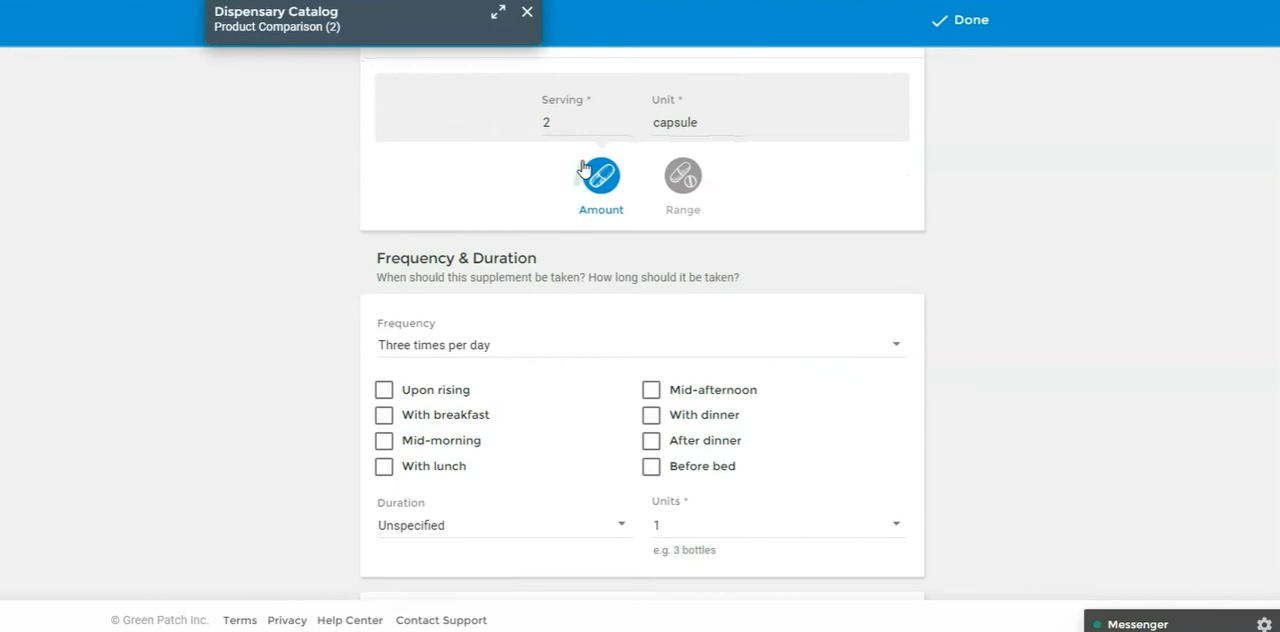 Dispensary Catalog
Product Comparison (2)
Done
Serving *
Unit *
2
capsule
Amount
Range
Frequency & Duration
When should this supplement be taken? How long should it be taken?
Frequency
Three times per day
Upon rising
Mid-afternoon
With breakfast
With dinner
Mid-morning
After dinner
With lunch
Before bed
Duration
Units *
Unspecified
1
e.g. 3 bottles
© Green Patch Inc. Terms Privacy Help Center Contact Support
Messenger